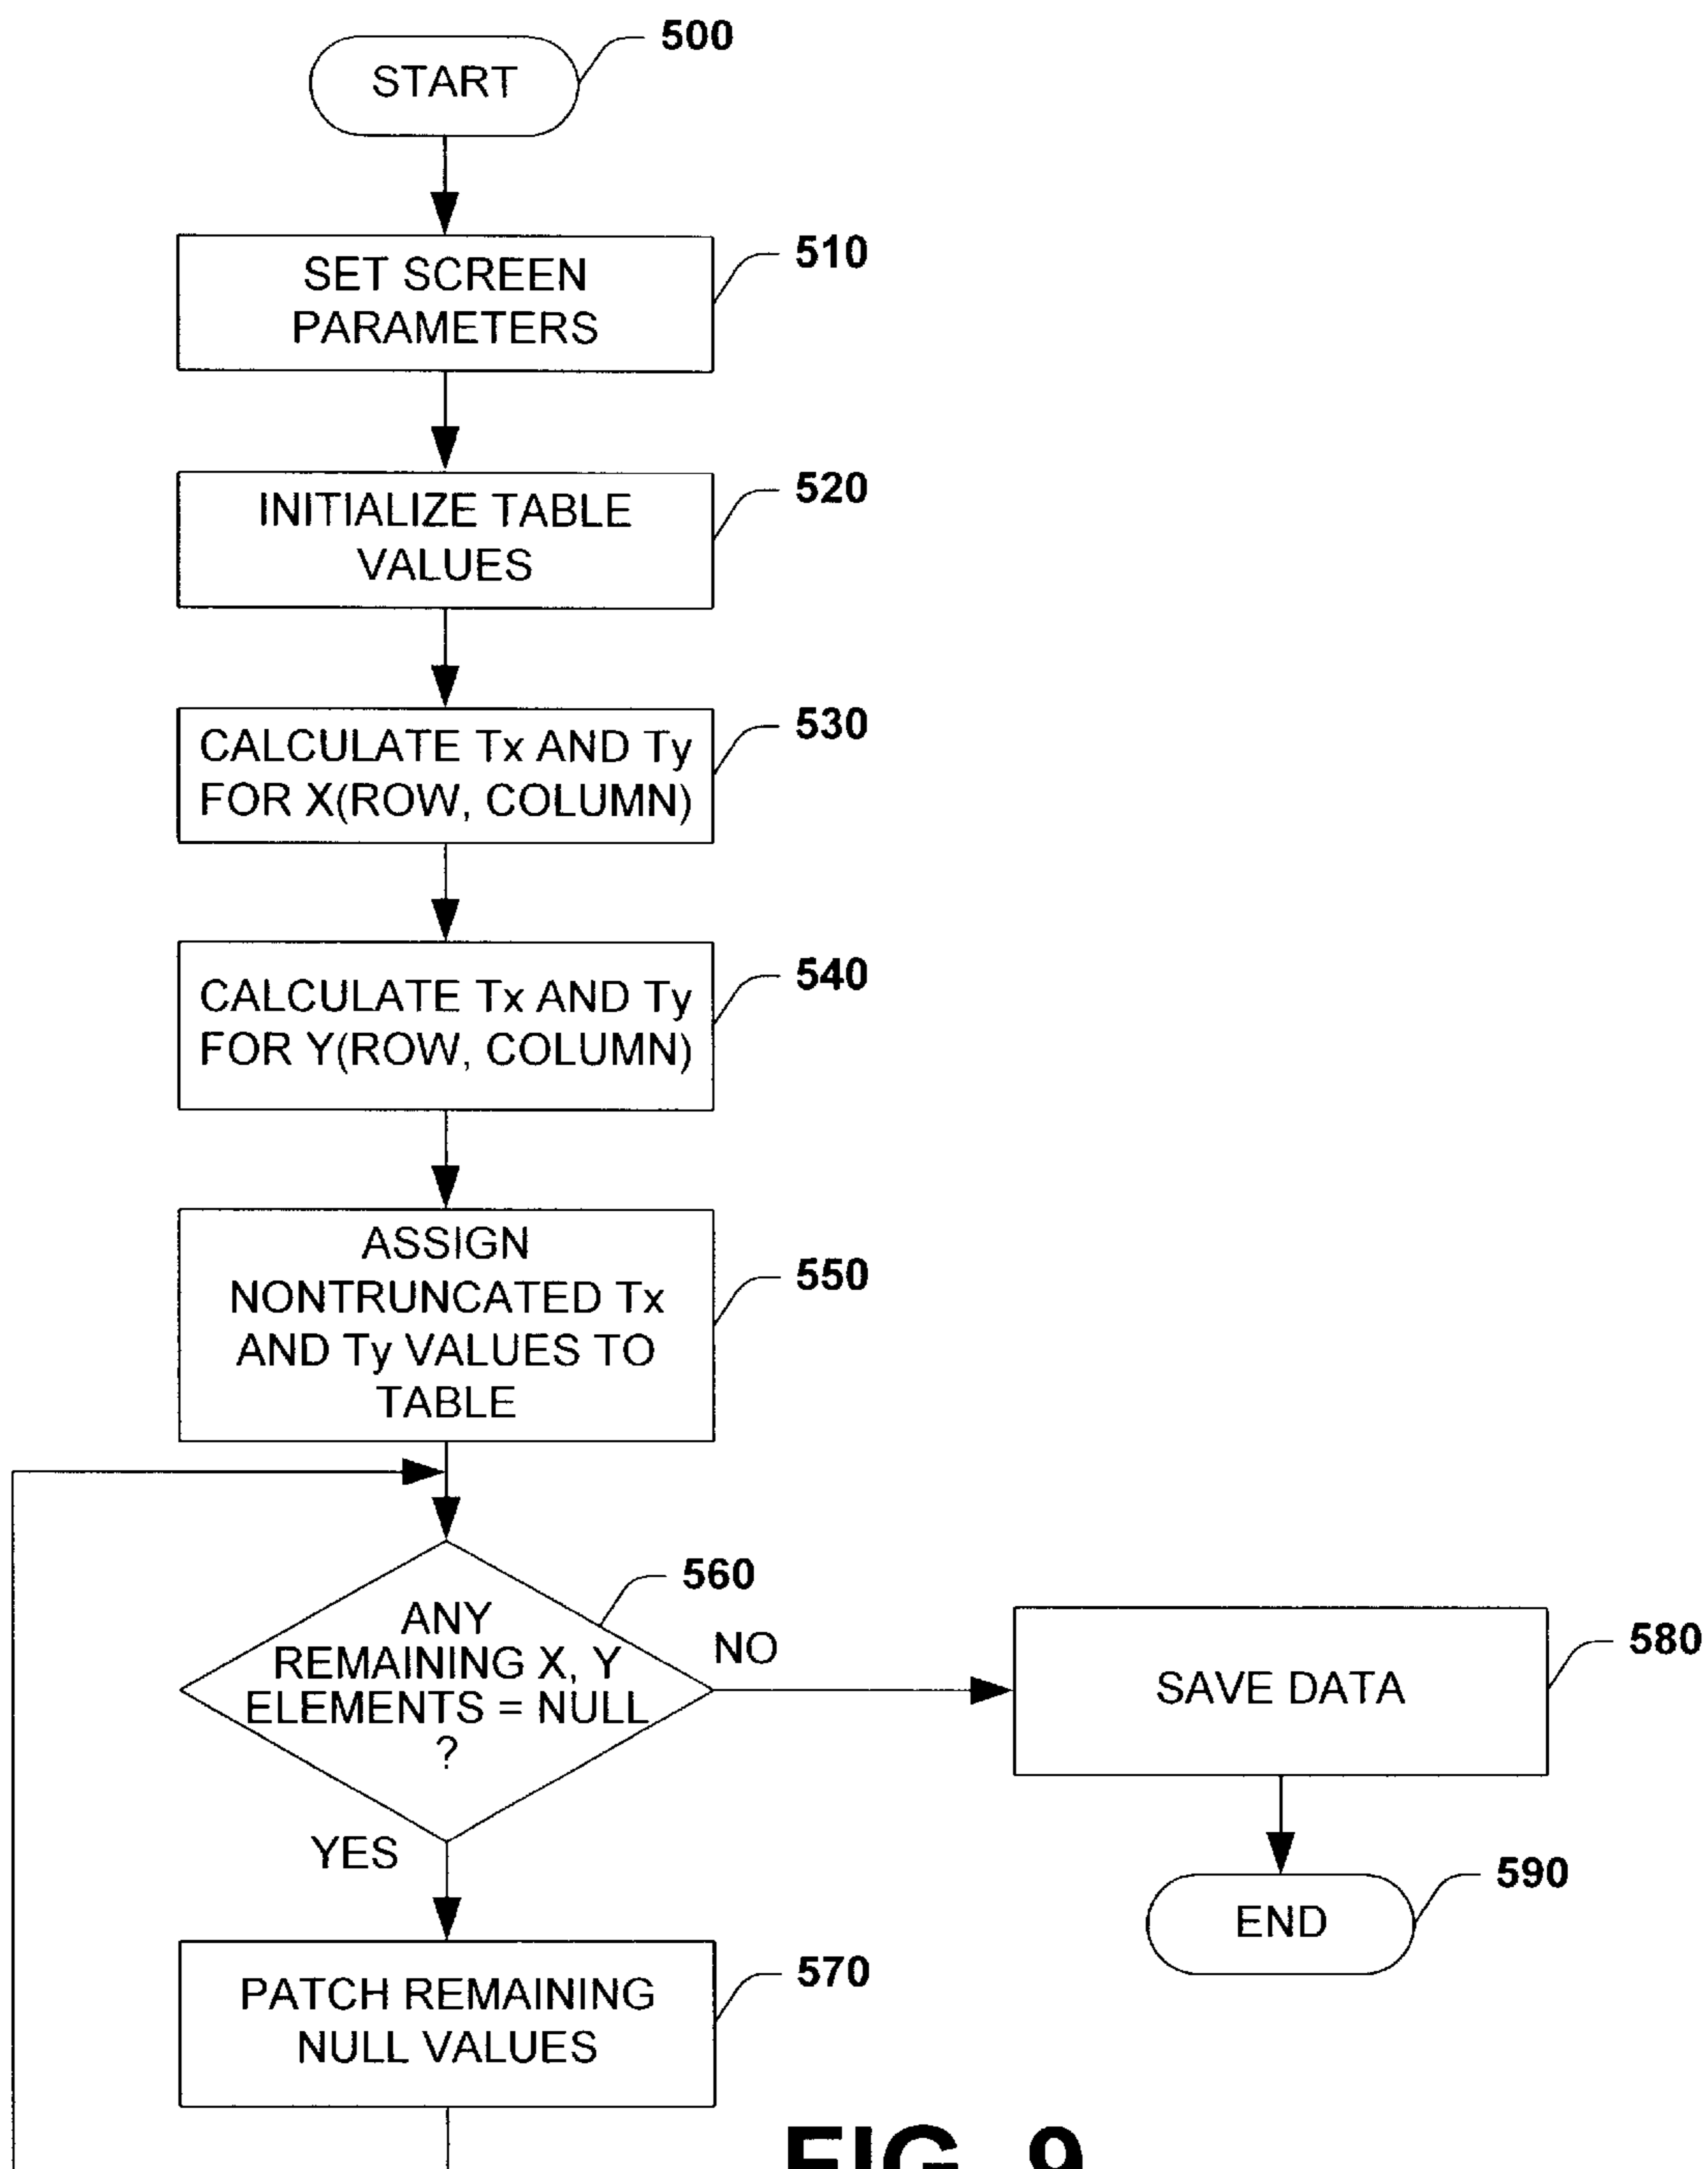 START
500
SET SCREEN
PARAMETERS
510
INITIALIZE TABLE
VALUES
520
CALCULATE Tx AND Ty
FOR X(ROW, COLUMN)
530
CALCULATE Tx AND Ty
FOR Y(ROW, COLUMN)
540
ASSIGN
NONTRUNCATED Tx
AND Ty VALUES TO
TABLE
550
ANY
REMAINING X, Y
ELEMENTS = NULL
?
560
NO
YES
SAVE DATA
580
END
590
PATCH REMAINING
NULL VALUES
570
FIG. 9